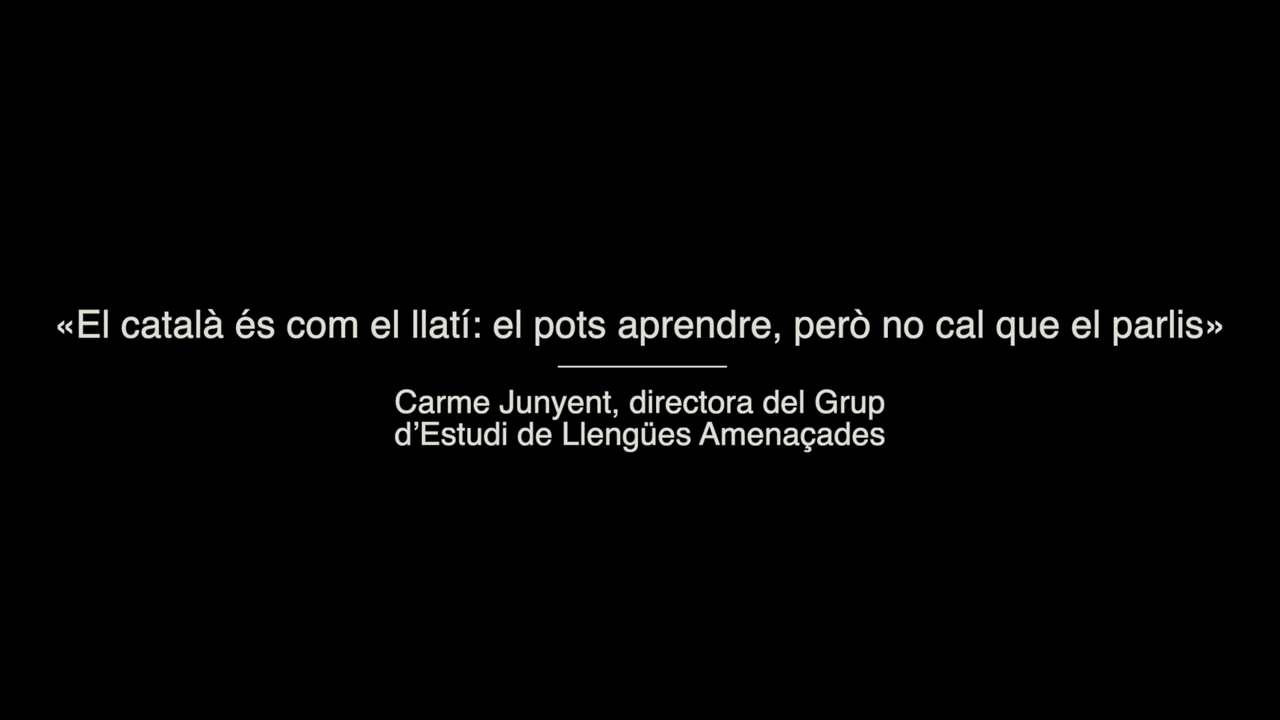 «El català és com el llatí: el pots aprendre, però no cal que el parlis»
Carme Junyent, directora del Grup
d’Estudi de Llengües Amenaçades